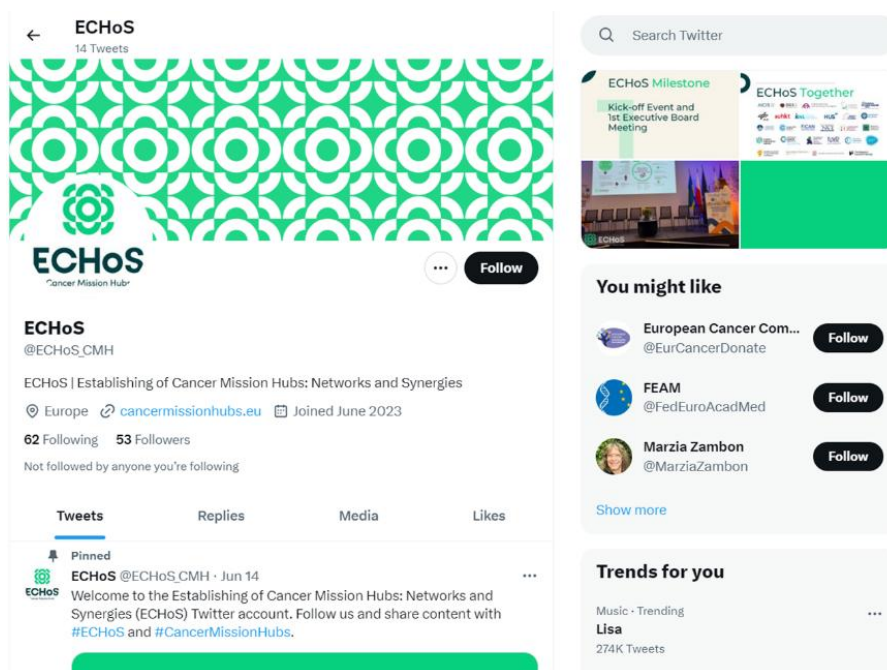 ECHoS
14 Tweets
ECHoS
Cancer Mission Hubs
Follow
ECHoS
@ECHoS_CMH
ECHoS | Establishing of Cancer Mission Hubs: Networks and Synergies
Europe cancermissionhubs.eu Joined June 2023
62 Following 53 Followers
Not followed by anyone you're following
Tweets Replies Media Likes
Pinned
ECHoS @ECHoS_CMH · Jun 14
ECHoS
Welcome to the Establishing of Cancer Mission Hubs: Networks and
Synergies (ECHoS) Twitter account. Follow us and share content with
#ECHoS and #CancerMissionHubs.
Search Twitter
ECHoS Milestone
1
Kick-off Event and
1st Executive Board
Meeting
ECHoS Together
ECHoS
You might like
European Cancer Com...
@EurCancerDonate
Follow
FEAM
@FedEuroAcadMed
Follow
Marzia Zambon
@MarziaZambon
Follow
Show more
Trends for you
Music · Trending
Lisa
274K Tweets